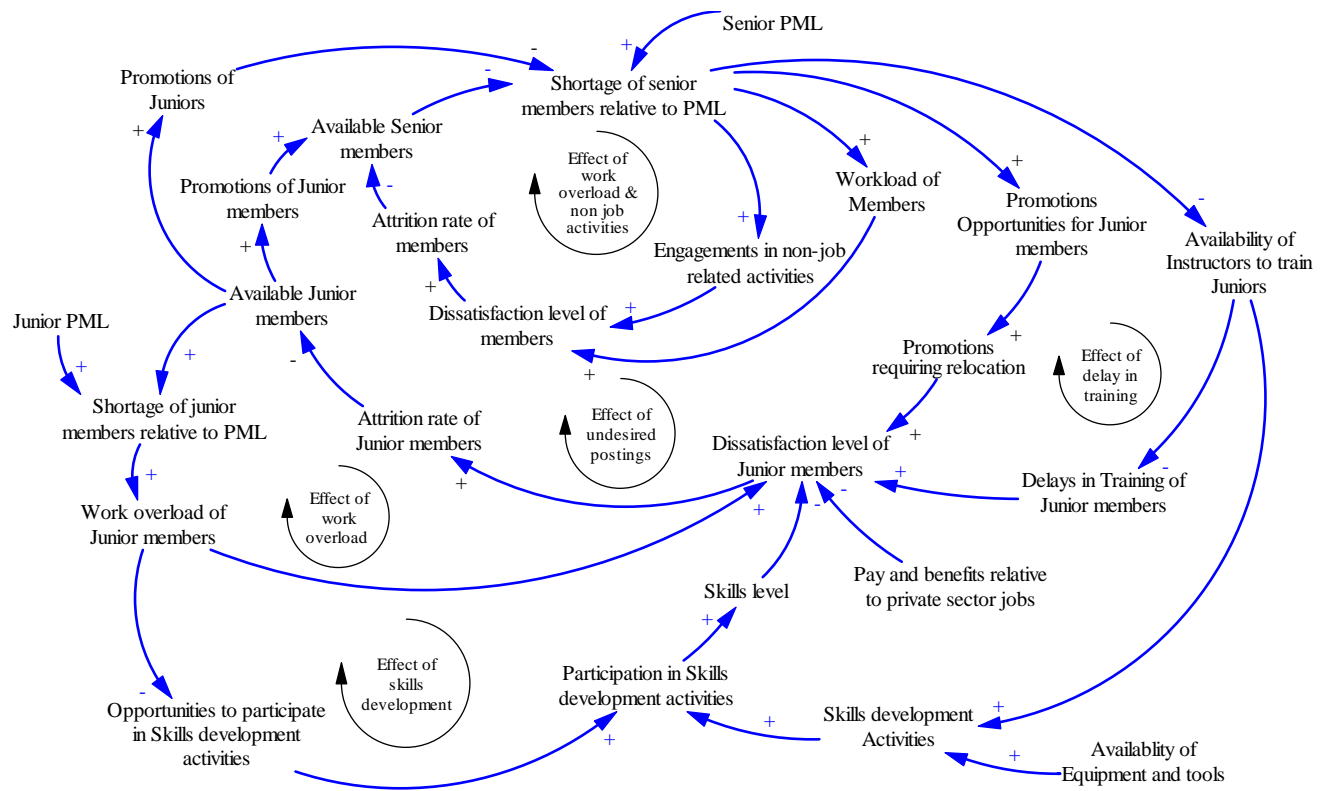 Senior PML
+
-
Promotions of
Juniors
Shortage of senior
members relative to PML
-
+
Available Senior
members
+
Effect of
work
overload &
non job
activities
+
Workload of
Members
+
Promotions
Opportunities for Junior
members
-
Availability of
Instructors to train
Juniors
Promotions of Junior
members
-
Attrition rate of
members
+
Engagements in non-job
related activities
+
+
Available Junior
members
Dissatisfaction level of
members
+
+
Junior PML
+
+
-
Promotions
requiring relocation
+
Effect of
delay in
training
Shortage of junior
members relative to PML
Attrition rate of
Junior members
Effect of
undesired
postings
Dissatisfaction level of
Junior members
+
+
+
+
-
-
+
-
Delays in Training of
Junior members
Work overload of
Junior members
Effect of
work
overload
Skills level
Pay and benefits relative
to private sector jobs
+
Effect of
skills
development
Participation in Skills
development activities
-
Opportunities to participate
in Skills development
activities
+
+
Skills development
Activities
+
+
Availablity of
Equipment and tools